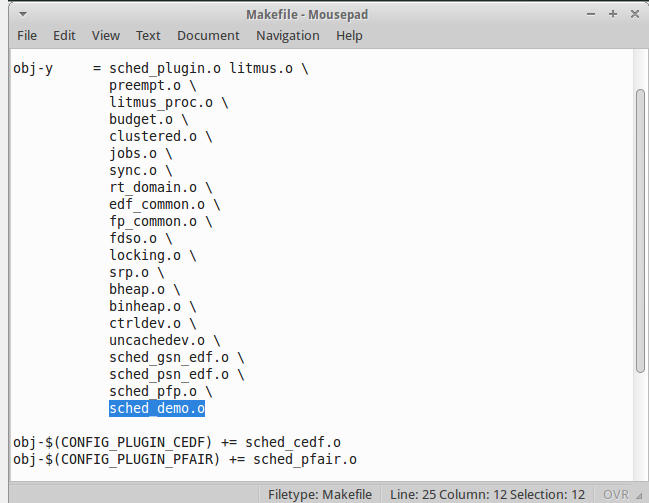 Makefile - Mousepad
File Edit View Text Document Navigation Help
obj-y = sched_plugin.o litmus.o \
preempt.o \
litmus_proc.o \
budget.o \
clustered.o \
jobs.o \
sync.o \
rt_domain.o \
edf_common.o \
fp_common.o \
fdso.o \
locking.o \
srp.o \
bheap.o \
binheap.o \
ctrldev.o \
uncachedev.o \
sched_gsn_edf.o \
sched_psn_edf.o \
sched_pfp.o \
sched_demo.o
obj-$(CONFIG_PLUGIN_CEDF) += sched_cedf.o
obj-$(CONFIG_PLUGIN_PFAIR) += sched_pfair.o
Filetype: Makefile Line: 25 Column: 12 Selection: 12 OVR